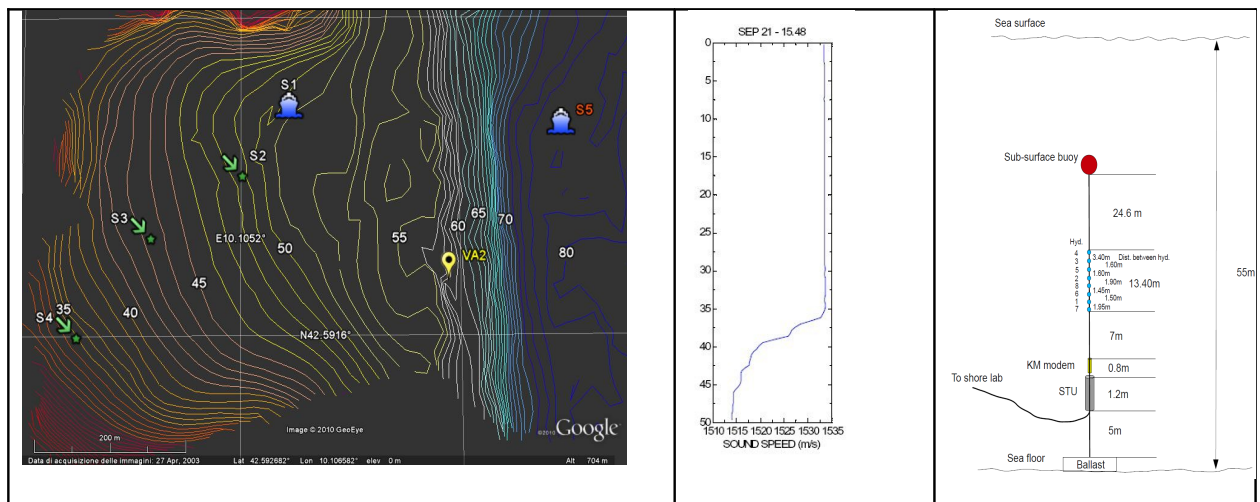 S1
S5
S2
S3
E10.1052°
50
55
60
65
70
VA2
80
45
40
35
S4
N42.5916°
200 m
Image © 2010 GeoEye
©2010 Google
Data di acquisizione delle immagini: 27 Apr, 2003
Lat 42.592682° Lon 10.106582° elev 0 m
Alt 704 m
SEP 21 - 15.48
0
5
10
15
20
25
30
35
40
45
50
1510 1515 1520 1525 1530 1535
SOUND SPEED (m/s)
Sea surface
Sub-surface buoy
24.6 m
Hyd.
4
3.40m Dist. between hyd.
3
1.60m
5
1.60m
2
1.90m
13.40m
8
1.45m
6
1.50m
1
1.95m
7
55m
7m
KM modem
0.8m
To shore lab
STU
1.2m
5m
Sea floor
Ballast